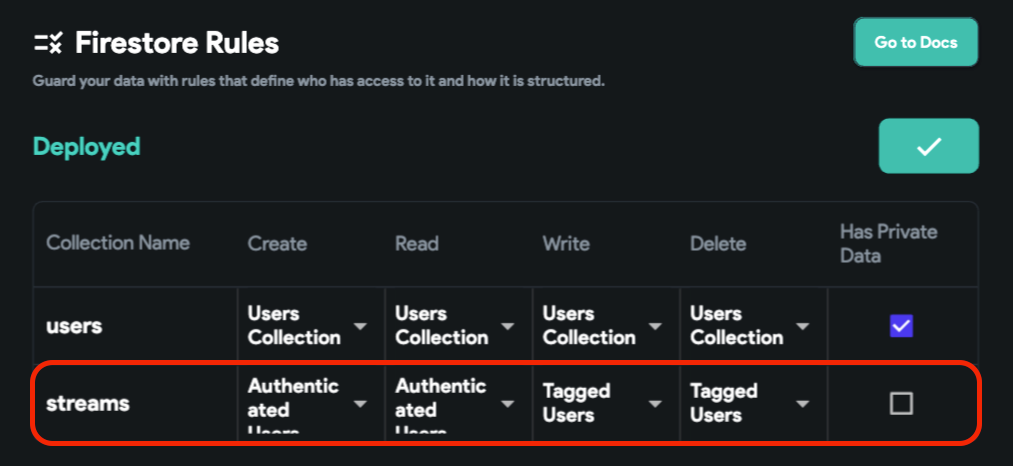 Firestore Rules
Go to Docs
Guard your data with rules that define who has access to it and how it is structured.
Deployed
Collection Name
Create
Read
Write
Delete
Has Private
Data
users
Users
Collection
Users
Collection
Users
Collection
Users
Collection
streams
Authentic
ated
Users
Authentic
ated
Users
Tagged
Users
Tagged
Users